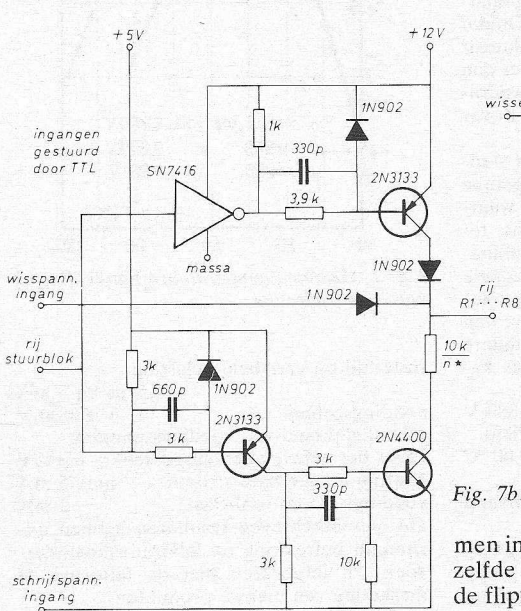 +5V
+12V
1N902
wisse
1k
ingangen
gestuurd
door TTL
330p
SN7416
2N3133
3,9k
massa
1N902
wisspann.
ingang
1N902
rij
R1···R8
rij
stuurblok
3k
10k
n*
660p
1N902
2N3133
2N4400
3k
3k
Fig. 7b.
330p
3k
10k
men in
zelfde
de flip
schrijfspann.
ingang